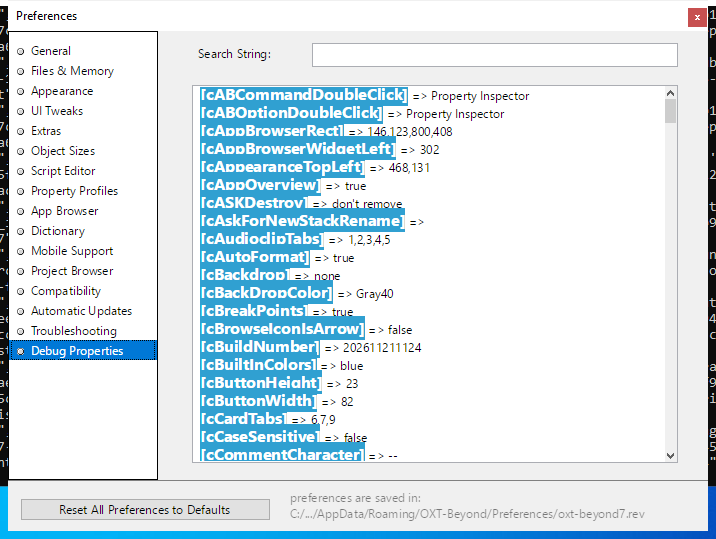 Preferences
x
General
Files & Memory
Appearance
UI Tweaks
Extras
Object Sizes
Script Editor
Property Profiles
App Browser
Dictionary
Mobile Support
Project Browser
Compatibility
Automatic Updates
Troubleshooting
Debug Properties
Search String:
[cABCommandDoubleClick] => Property Inspector
[cABOptionDoubleClick] => Property Inspector
[cAppBrowserRect] => 146,123,800,408
[cAppBrowserWidgetLeft] => 302
[cAppearanceTopLeft] => 468,131
[cAppOverview] => true
[cASKDestroy] => don't remove
[cAskForNewStackRename] =>
[cAudioclipTabs] => 1,2,3,4,5
[cAutoFormat] => true
[cBackdrop] => none
[cBackDropColor] => Gray40
[cBreakPoints] => true
[cBrowseIconIsArrow] => false
[cBuildNumber] => 202611211124
[cBuiltInColors] => blue
[cButtonHeight] => 23
[cButtonWidth] => 82
[cCardTabs] => 6,7,9
[cCaseSensitive] => false
[cCommentCharacter] => --
Reset All Preferences to Defaults
preferences are saved in:
C:/.../AppData/Roaming/OXT-Beyond/Preferences/oxt-beyond7.rev